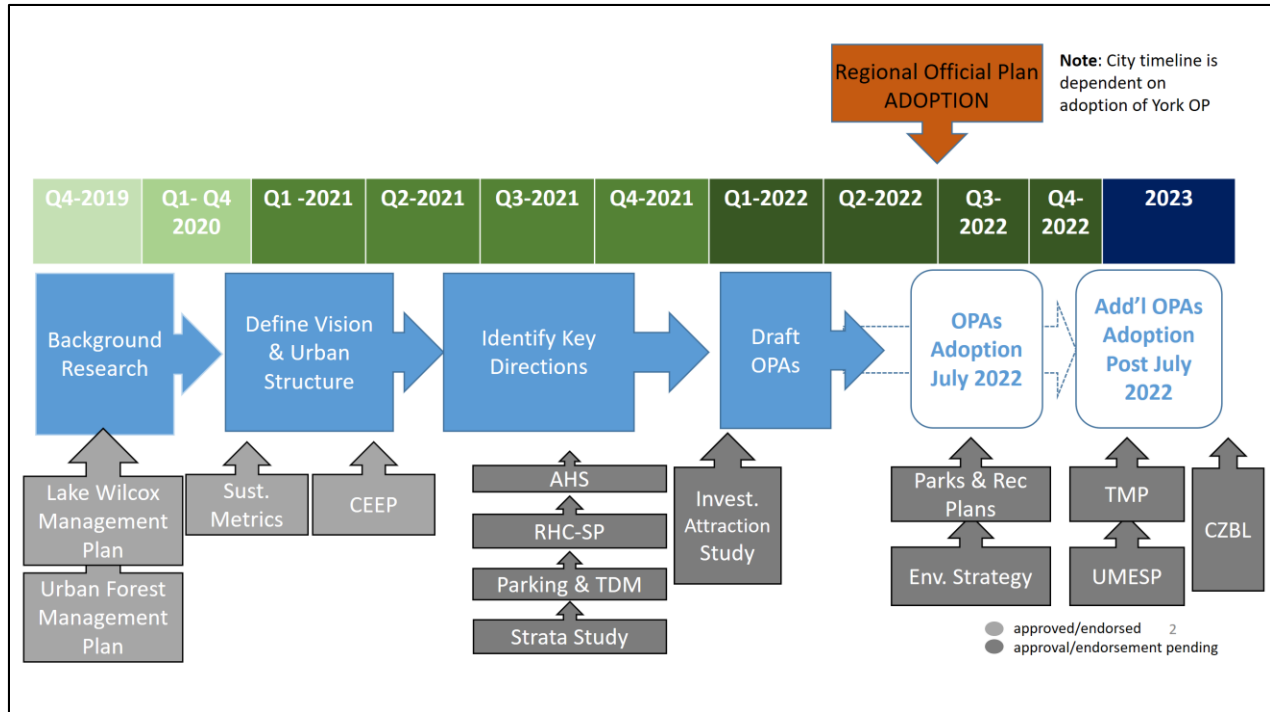 Regional Official Plan
ADOPTION
Note: City timeline is
dependent on
adoption of York OP
Q4-2019
Q1- Q4
2020
Q1 -2021
Q2-2021
Q3-2021
Q4-2021
Q1-2022
Q2-2022
Q3-
2022
Q4-
2022
2023
Background
Research
Define Vision
& Urban
Structure
Identify Key
Directions
Draft
OPAs
OPAs
Adoption
July 2022
Add'l OPAs
Adoption
Post July
2022
Lake Wilcox
Management
Plan
Urban Forest
Management
Plan
Sust.
Metrics
CEEP
AHS
RHC-SP
Parking & TDM
Strata Study
Invest.
Attraction
Study
Parks & Rec
Plans
Env. Strategy
TMP
UMESP
CZBL
approved/endorsed
2
approval/endorsement pending